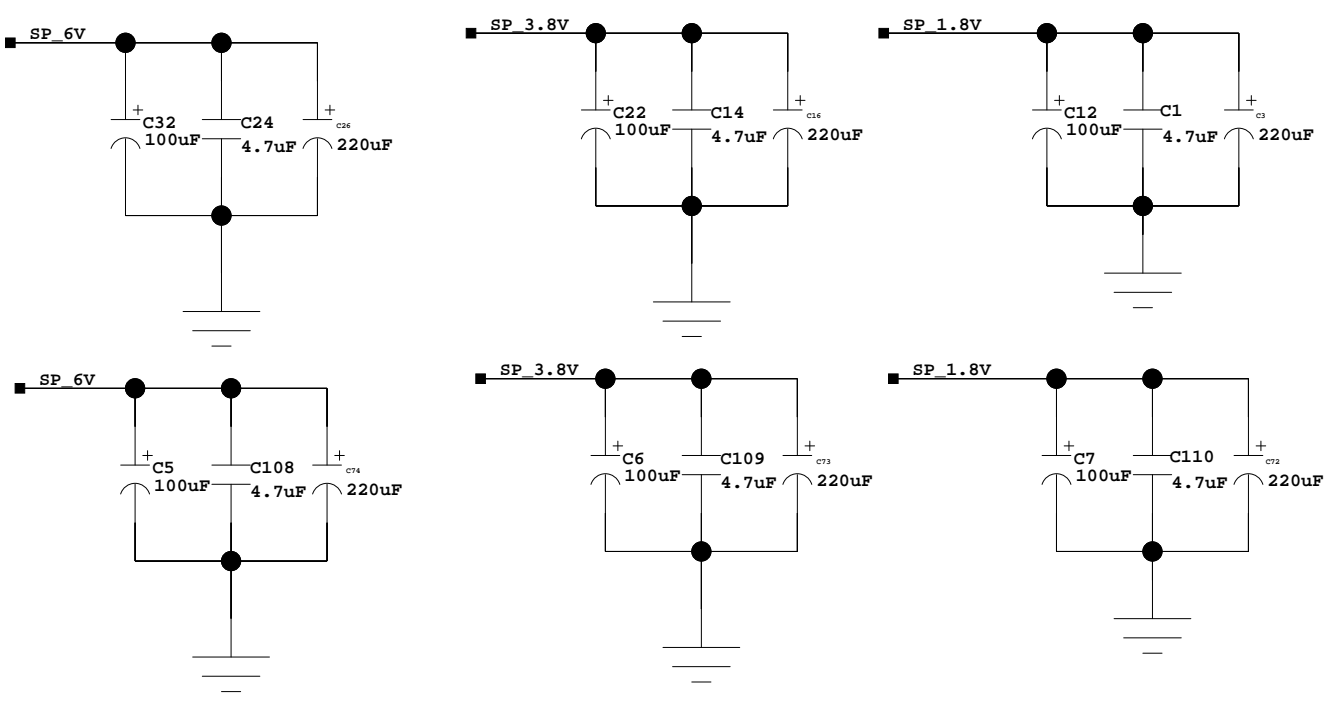 SP_6V
+
C32
100uF
C24
4.7uF
+
C26
220uF
SP_3.8V
+
C22
100uF
C14
4.7uF
+
C16
220uF
SP_1.8V
+
C12
100uF
C1
4.7uF
+
C3
220uF
SP_6V
+
C5
100uF
C108
4.7uF
+
C74
220uF
SP_3.8V
+
C6
100uF
C109
4.7uF
+
C73
220uF
SP_1.8V
+
C7
100uF
C110
4.7uF
+
C72
220uF